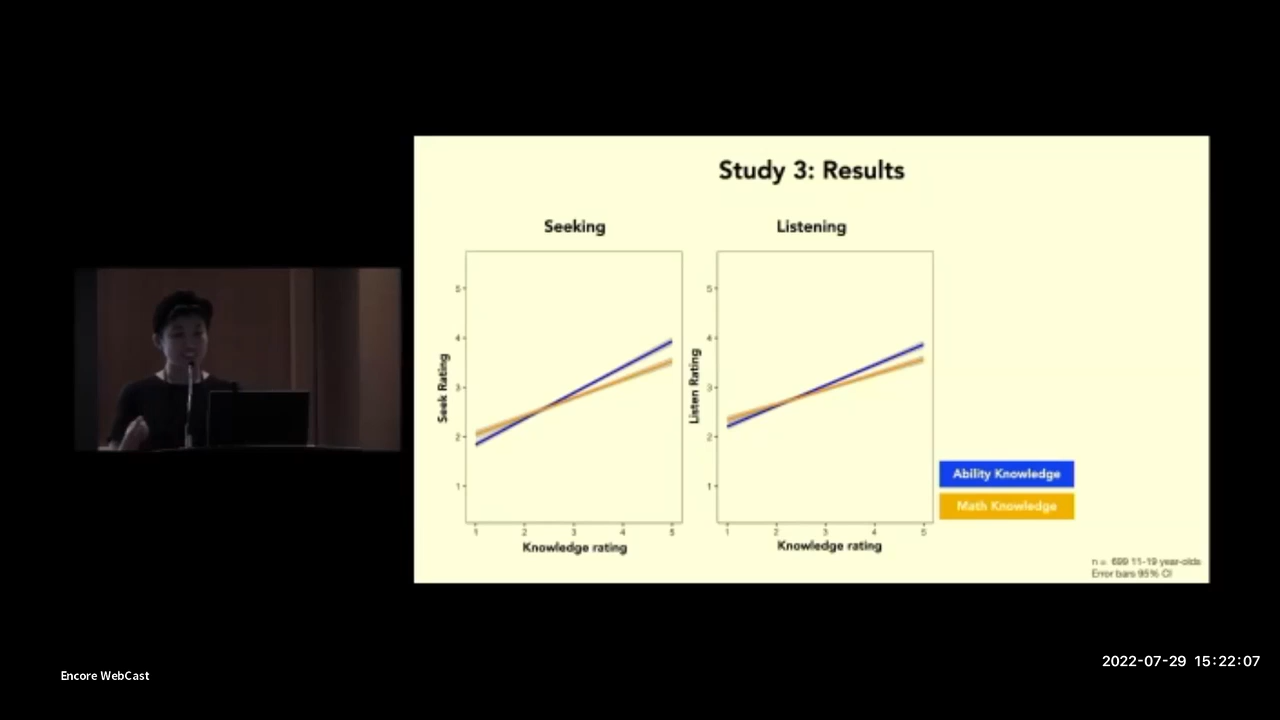 Study 3: Results
Seeking
Listening
5
4
3
2
1
Seek Rating
1 2 3 4 5
Knowledge rating
5
4
3
2
1
Listen Rating
1 2 3 4 5
Knowledge rating
Ability Knowledge
Math Knowledge
n = 699 11-19 year-olds
Error bars 95% CI
2022-07-29 15:22:07
Encore WebCast